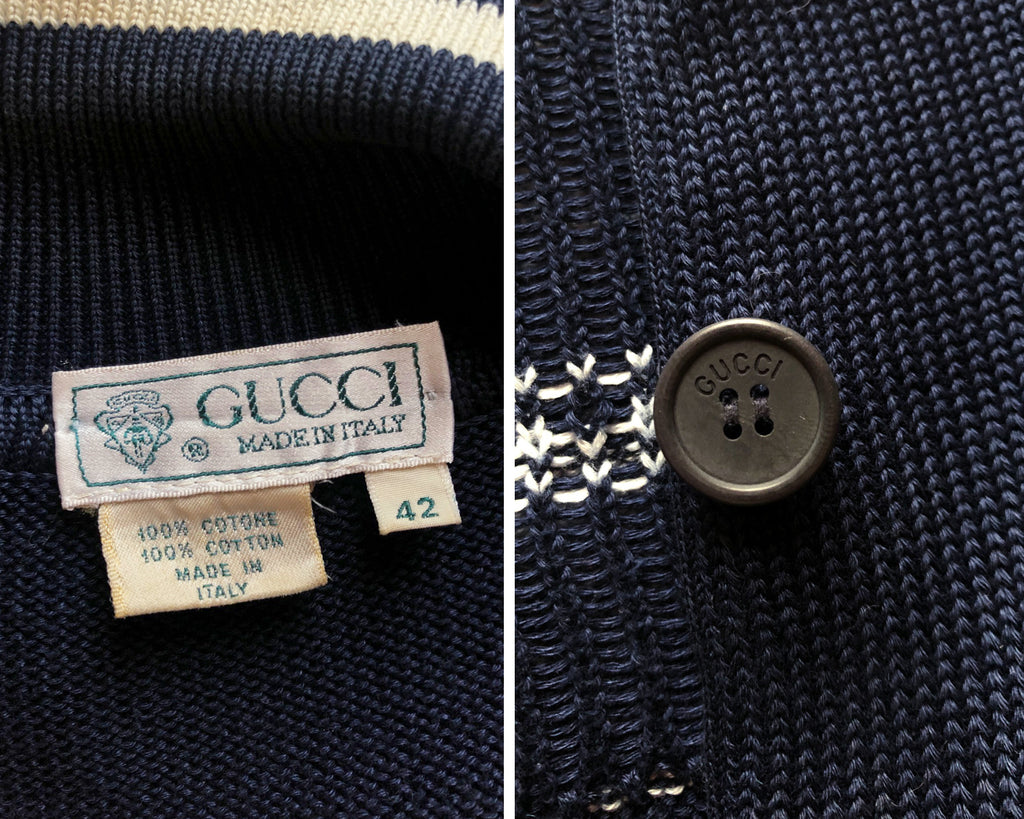 GUCCI
®
MADE IN ITALY
42
100% COTONE
100% COTTON
MADE IN
ITALY
GUCCI